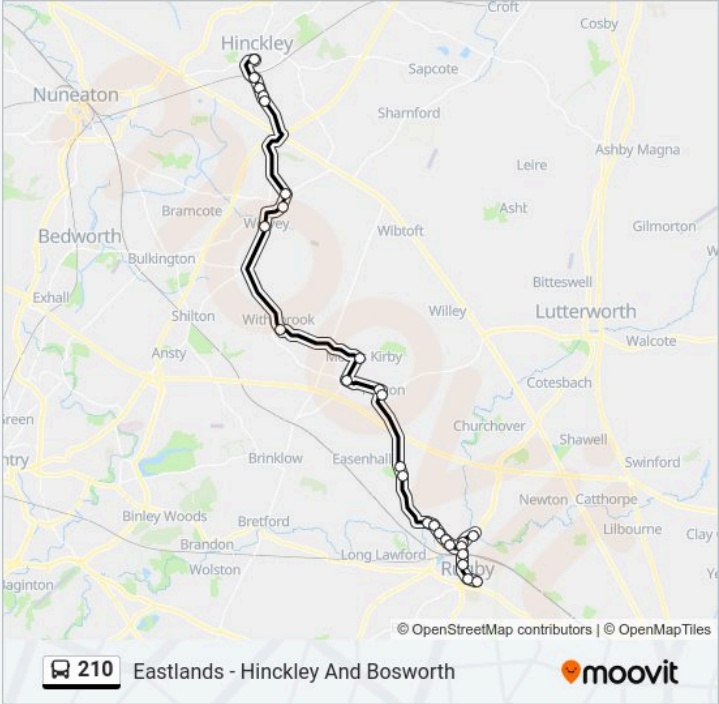 Croft
Cosby
Hinckley
Sapcote
Nuneaton
Sharnford
Ashby Magna
Leire
Bramcote
Asht
Gilmorton
Bedworth
Wibtoft
Bulkington
Bitteswell
Exhall
Willey
Lutterworth
Shilton
Walcote
Ansty
Kirby
Cotesbach
Churchover
Shawell
Brinklow
Easenhall
Swinford
Newton
Catthorpe
Binley Woods
Bretford
Lilbourne
Clay
Brandon
Long Lawford
Wolston
© OpenStreetMap contributors | © OpenMapTiles
210 Eastlands - Hinckley And Bosworth
moovit